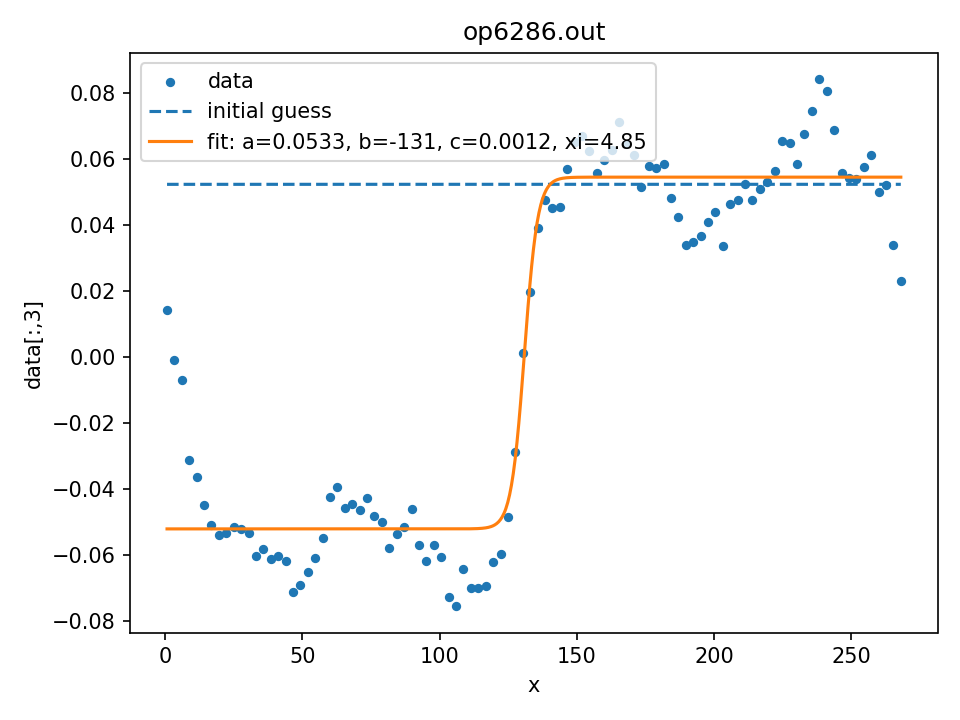 op6286.out
data
initial guess
fit: a=0.0533, b=-131, c=0.0012, xi=4.85
0.08
0.06
0.04
0.02
0.00
−0.02
−0.04
−0.06
−0.08
data[:,3]
0 50 100 150 200 250
x